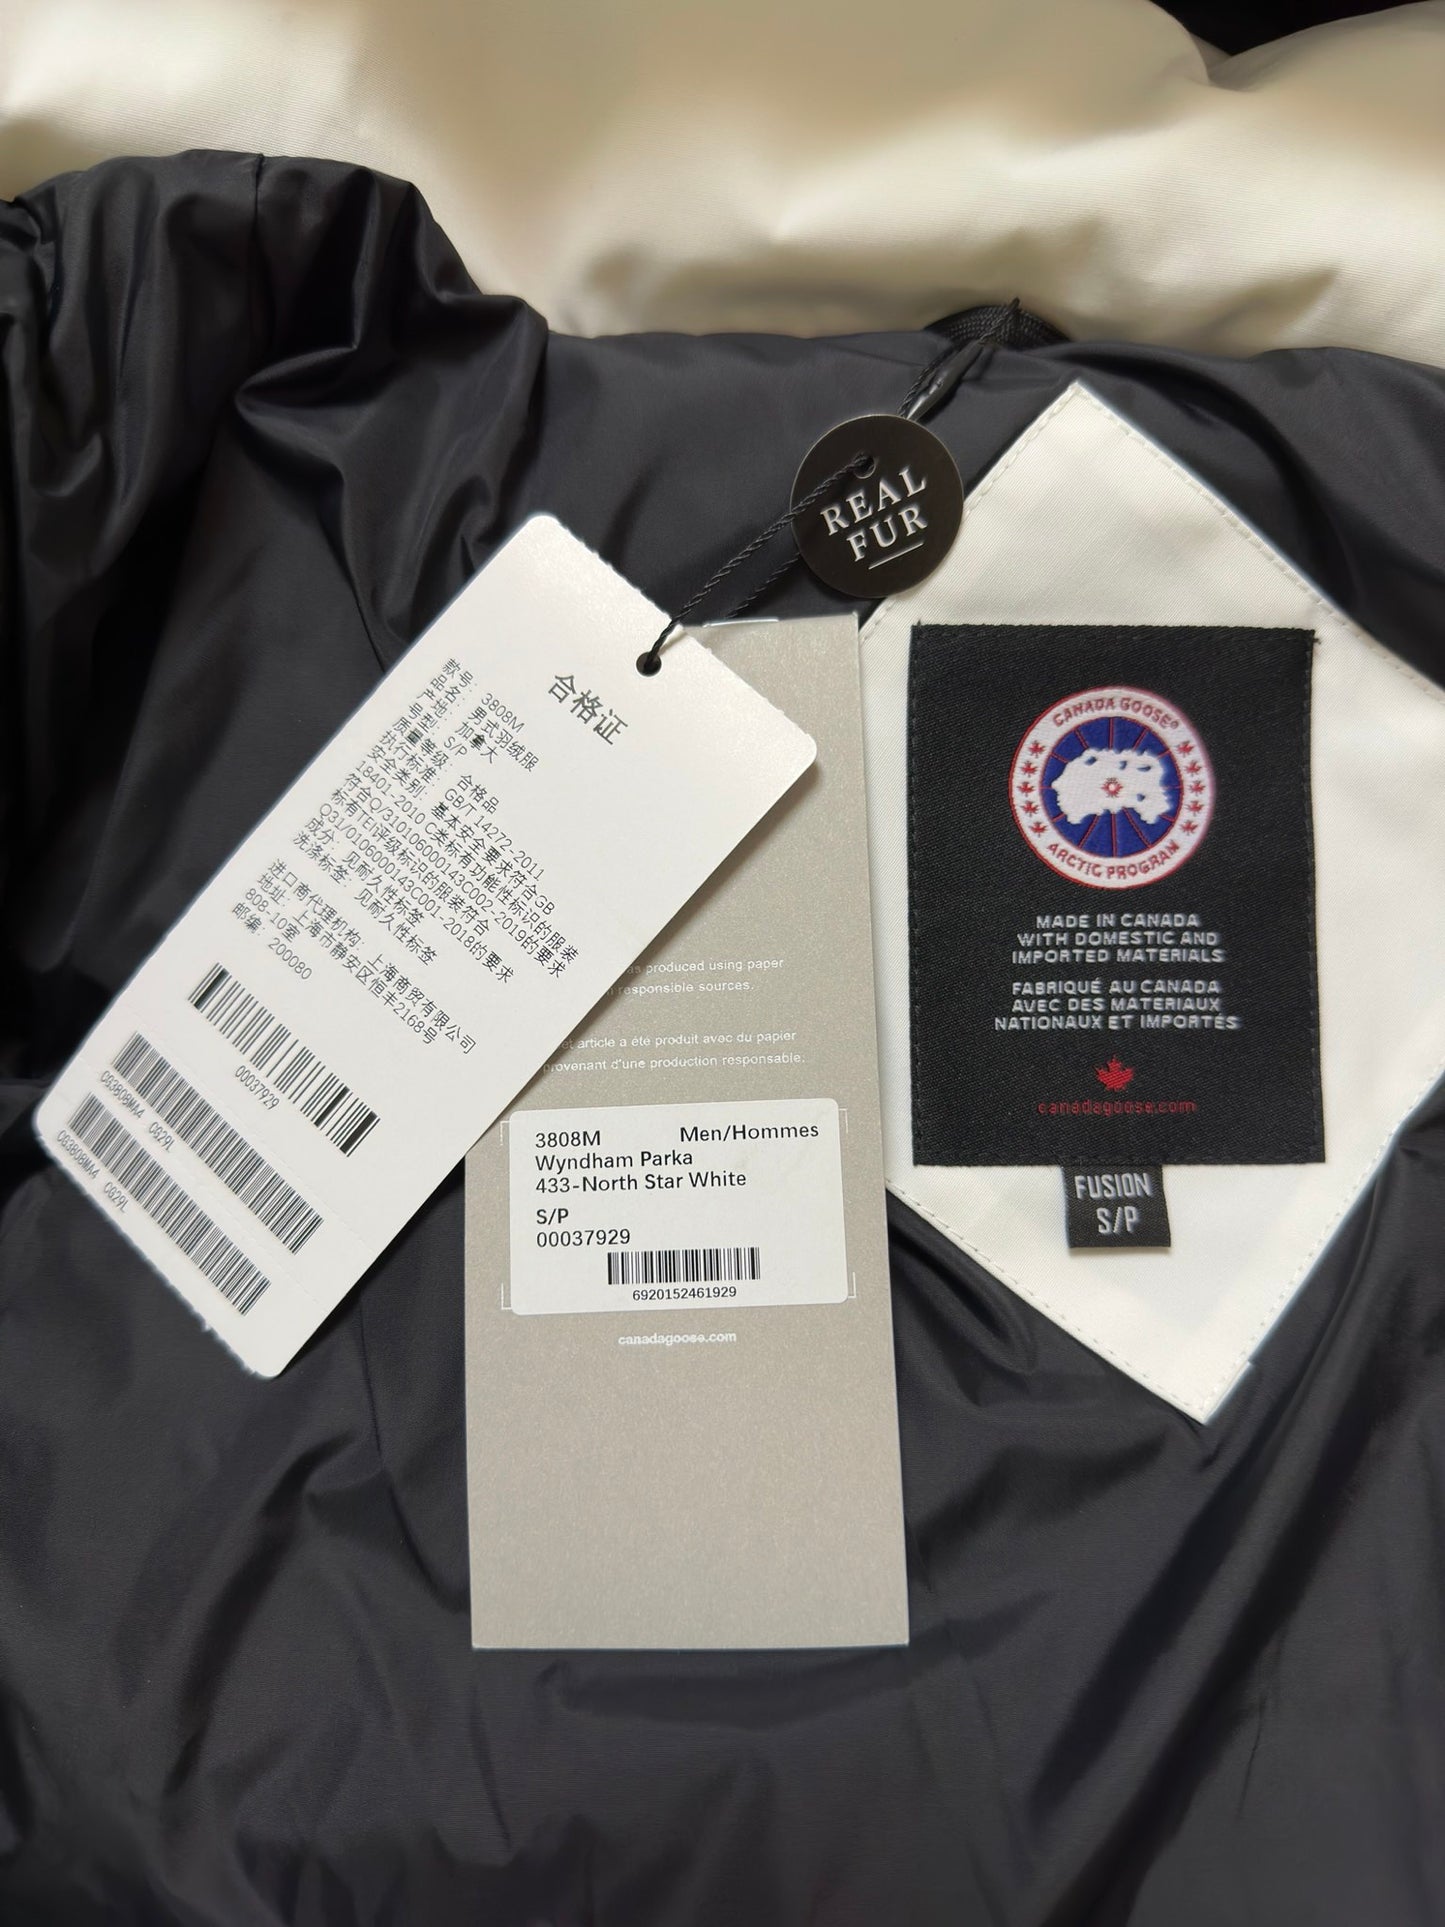 REAL
FUR
合格证
款号: 3808M
品名: 男式羽绒服
产地: 加拿大
号型: S/P
质量等级: 合格品
执行标准: GB/T 14272-2011
安全类别: 基本安全要求符合GB
18401-2010 C类标有功能性标识的服装
符合Q/310106000143C002-2019的要求
标有TEI评级标识的服装符合
Q31/0106000143C001-2018的要求
成分: 见耐久性标签
洗涤标签: 见耐久性标签
进口商代理机构: 上海商贸有限公司
地址: 上海市静安区恒丰2168号
808-10室
邮编: 200080
00037929
CG3808MA4 CG29L
CG3808MA4 CG29L
as produced using paper
responsible sources.
et article a été produit avec du papier
provenant d'une production responsable.
3808M Men/Hommes
Wyndham Parka
433-North Star White
S/P
00037929
6920152461929
canadagoose.com
CANADA GOOSE®
ARCTIC PROGRAM
MADE IN CANADA
WITH DOMESTIC AND
IMPORTED MATERIALS
FABRIQUÉ AU CANADA
AVEC DES MATERIAUX
NATIONAUX ET IMPORTÉS
canadagoose.com
FUSION
S/P